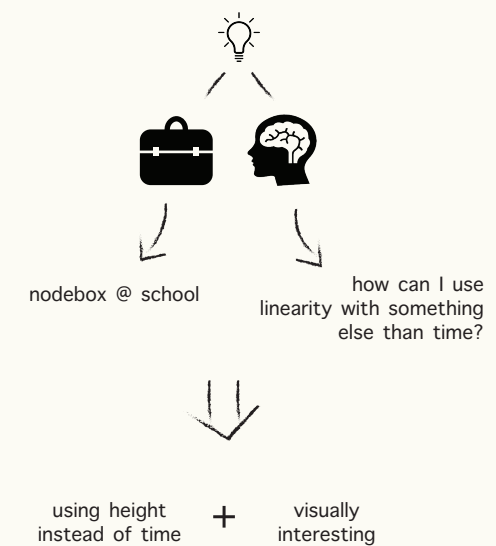 nodebox @ school
how can I use
linearity with something
else than time?
using height
instead of time
+
visually
interesting